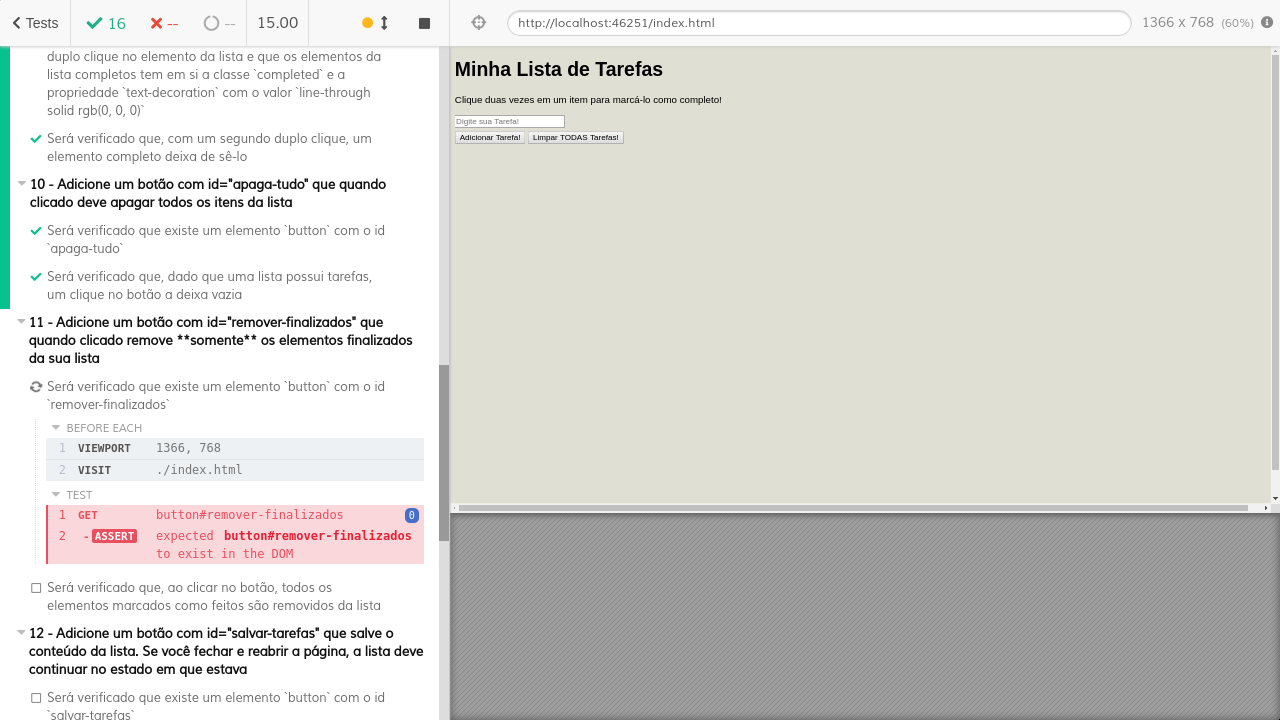 Tests
16
--
--
15.00
http://localhost:46251/index.html
1366 x 768 (60%)
duplo clique no elemento da lista e que os elementos da
lista completos tem em si a classe `completed` e a
propriedade `text-decoration` com o valor `line-through
solid rgb(0, 0, 0)`
Será verificado que, com um segundo duplo clique, um
elemento completo deixa de sê-lo
10 - Adicione um botão com id="apaga-tudo" que quando
clicado deve apagar todos os itens da lista
Será verificado que existe um elemento `button` com o id
`apaga-tudo`
Será verificado que, dado que uma lista possui tarefas,
um clique no botão a deixa vazia
11 - Adicione um botão com id="remover-finalizados" que
quando clicado remove **somente** os elementos finalizados
da sua lista
Será verificado que existe um elemento `button` com o id
`remover-finalizados`
BEFORE EACH
1 VIEWPORT 1366, 768
2 VISIT ./index.html
TEST
1 GET button#remover-finalizados 0
2 -ASSERT expected button#remover-finalizados
to exist in the DOM
Será verificado que, ao clicar no botão, todos os
elementos marcados como feitos são removidos da lista
12 - Adicione um botão com id="salvar-tarefas" que salve o
conteúdo da lista. Se você fechar e reabrir a página, a lista deve
continuar no estado em que estava
Será verificado que existe um elemento `button` com o id
`salvar-tarefas`
Minha Lista de Tarefas
Clique duas vezes em um item para marcá-lo como completo!
Digite sua Tarefa!
Adicionar Tarefa! Limpar TODAS Tarefas!